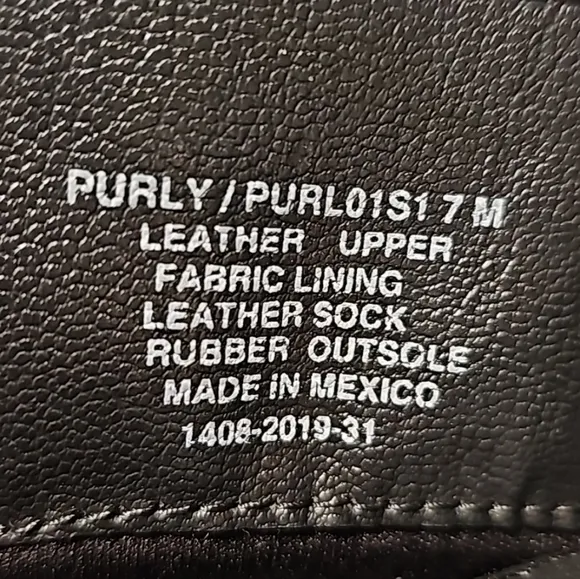 PURLY / PURL01S1 7 M
LEATHER UPPER
FABRIC LINING
LEATHER SOCK
RUBBER OUTSOLE
MADE IN MEXICO
1408-2019-31